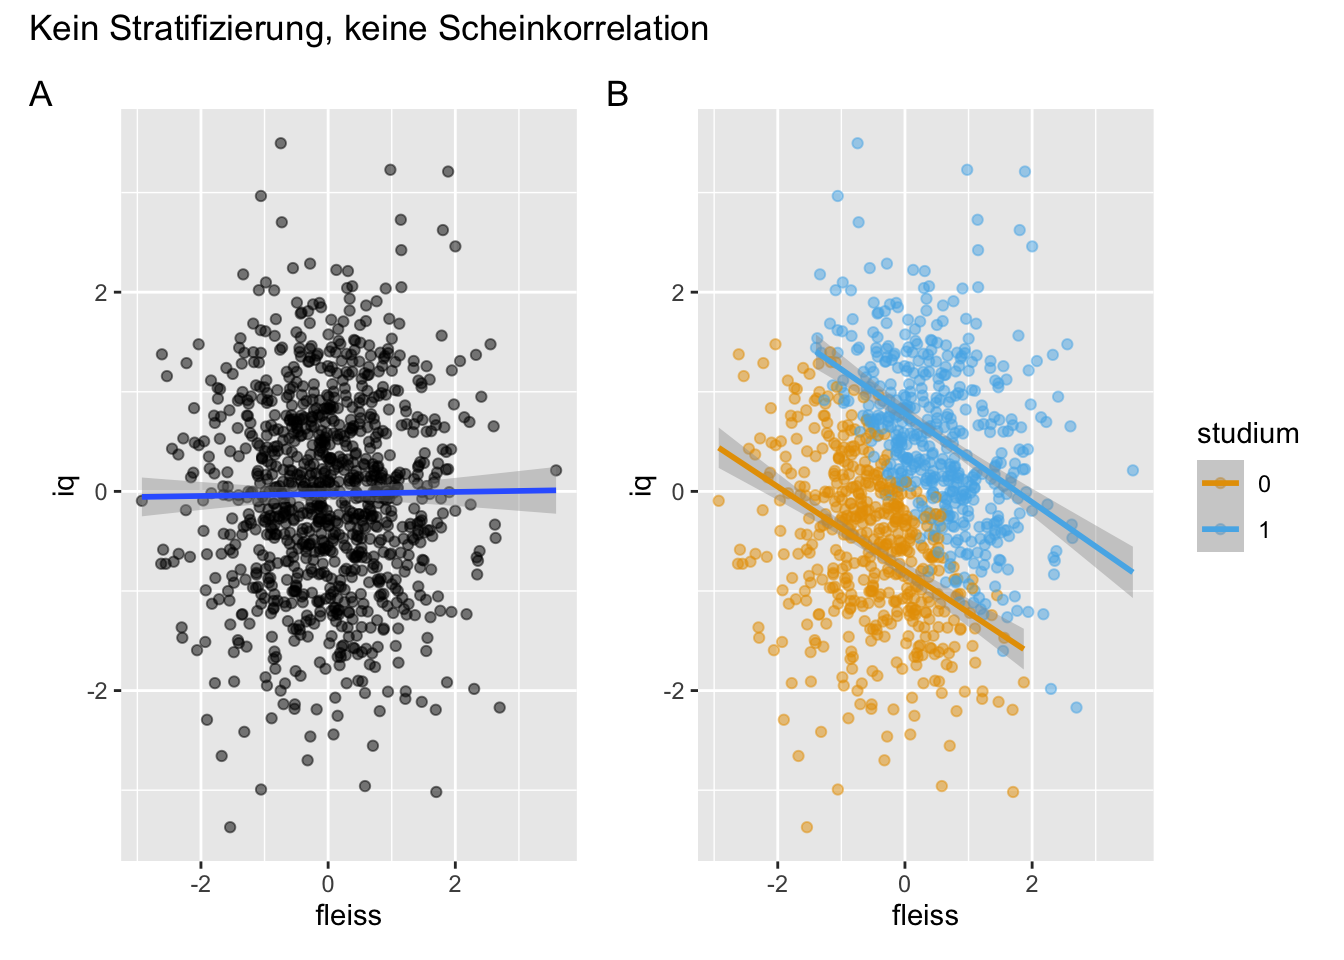 Kein Stratifizierung, keine Scheinkorrelation
A
2
0
-2
iq
-2 0 2
fleiss
B
2
0
-2
iq
-2 0 2
fleiss
studium
0
1